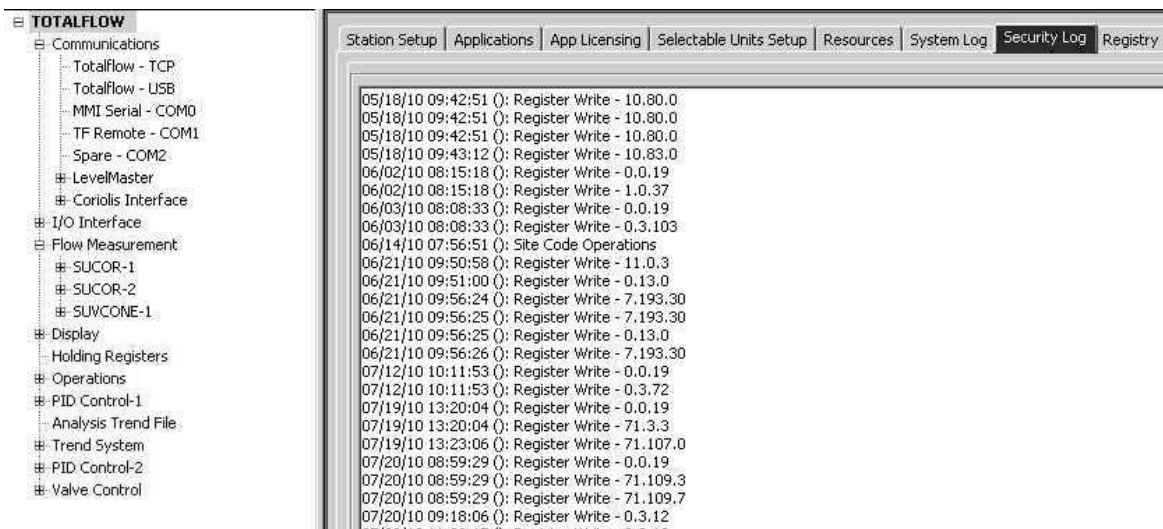 TOTALFLOW
Communications
Totalflow - TCP
Totalflow - USB
MMI Serial - COM0
TF Remote - COM1
Spare - COM2
LevelMaster
Coriolis Interface
I/O Interface
Flow Measurement
SUCOR-1
SUCOR-2
SUVCONE-1
Display
Holding Registers
Operations
PID Control-1
Analysis Trend File
Trend System
PID Control-2
Valve Control
Station Setup Applications App Licensing Selectable Units Setup Resources System Log Security Log Registry
05/18/10 09:42:51 (): Register Write - 10.80.0
05/18/10 09:42:51 (): Register Write - 10.80.0
05/18/10 09:42:51 (): Register Write - 10.80.0
05/18/10 09:43:12 (): Register Write - 10.83.0
06/02/10 08:15:18 (): Register Write - 0.0.19
06/02/10 08:15:18 (): Register Write - 1.0.37
06/03/10 08:08:33 (): Register Write - 0.0.19
06/03/10 08:08:33 (): Register Write - 0.3.103
06/14/10 07:56:51 (): Site Code Operations
06/21/10 09:50:58 (): Register Write - 11.0.3
06/21/10 09:51:00 (): Register Write - 0.13.0
06/21/10 09:56:24 (): Register Write - 7.193.30
06/21/10 09:56:25 (): Register Write - 7.193.30
06/21/10 09:56:25 (): Register Write - 0.13.0
06/21/10 09:56:26 (): Register Write - 7.193.30
07/12/10 10:11:53 (): Register Write - 0.0.19
07/12/10 10:11:53 (): Register Write - 0.3.72
07/19/10 13:20:04 (): Register Write - 0.0.19
07/19/10 13:20:04 (): Register Write - 71.3.3
07/19/10 13:23:06 (): Register Write - 71.107.0
07/20/10 08:59:29 (): Register Write - 0.0.19
07/20/10 08:59:29 (): Register Write - 71.109.3
07/20/10 08:59:29 (): Register Write - 71.109.7
07/20/10 09:18:06 (): Register Write - 0.3.12